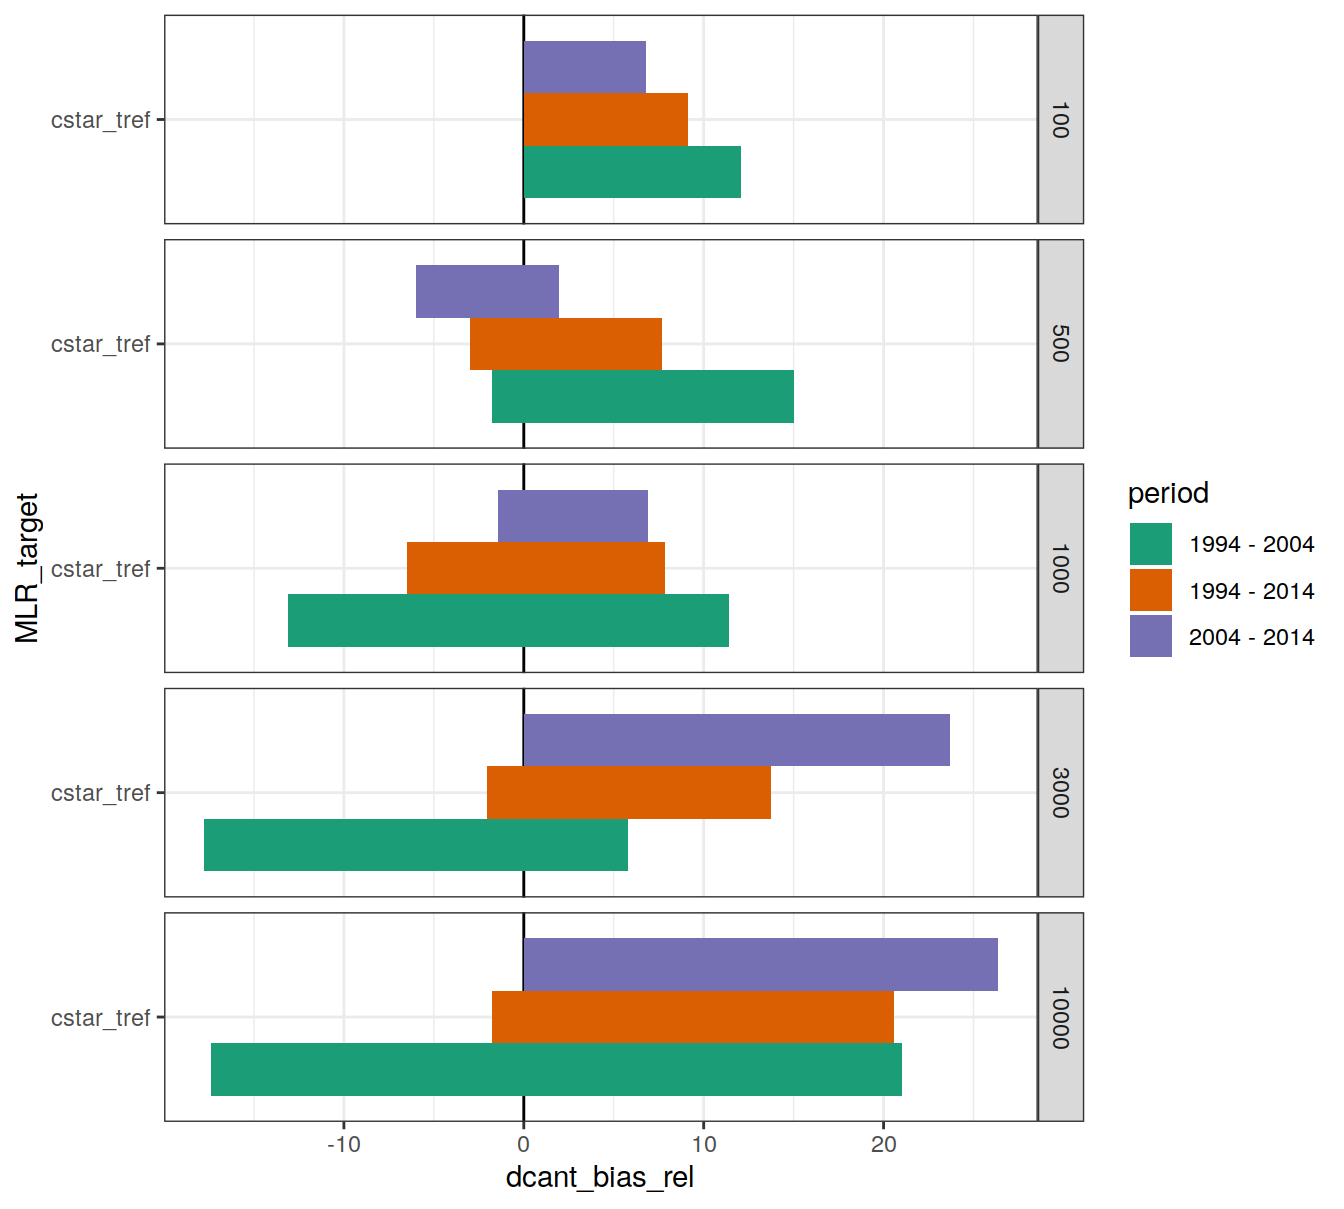 cstar_tref
100
cstar_tref
500
cstar_tref
1000
cstar_tref
3000
cstar_tref
10000
MLR_target
-10
0
10
20
dcant_bias_rel
period
1994 - 2004
1994 - 2014
2004 - 2014